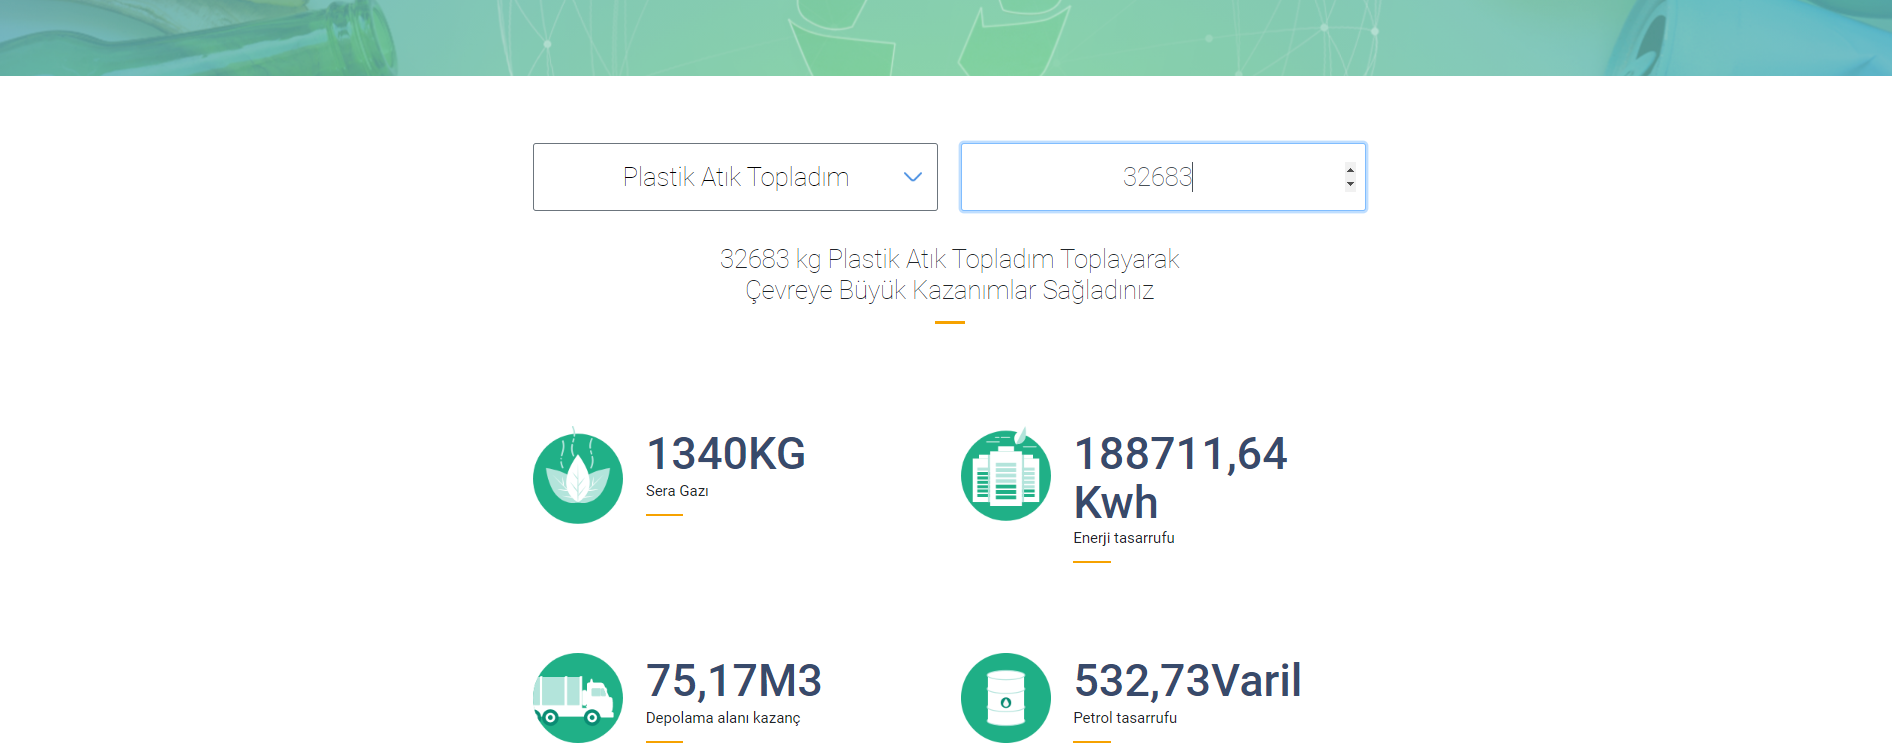 Plastik Atık Topladım
32683
32683 kg Plastik Atık Topladım Toplayarak
Çevreye Büyük Kazanımlar Sağladınız
1340KG
Sera Gazı
188711,64
Kwh
Enerji tasarrufu
75,17M3
Depolama alanı kazanç
532,73Varil
Petrol tasarrufu